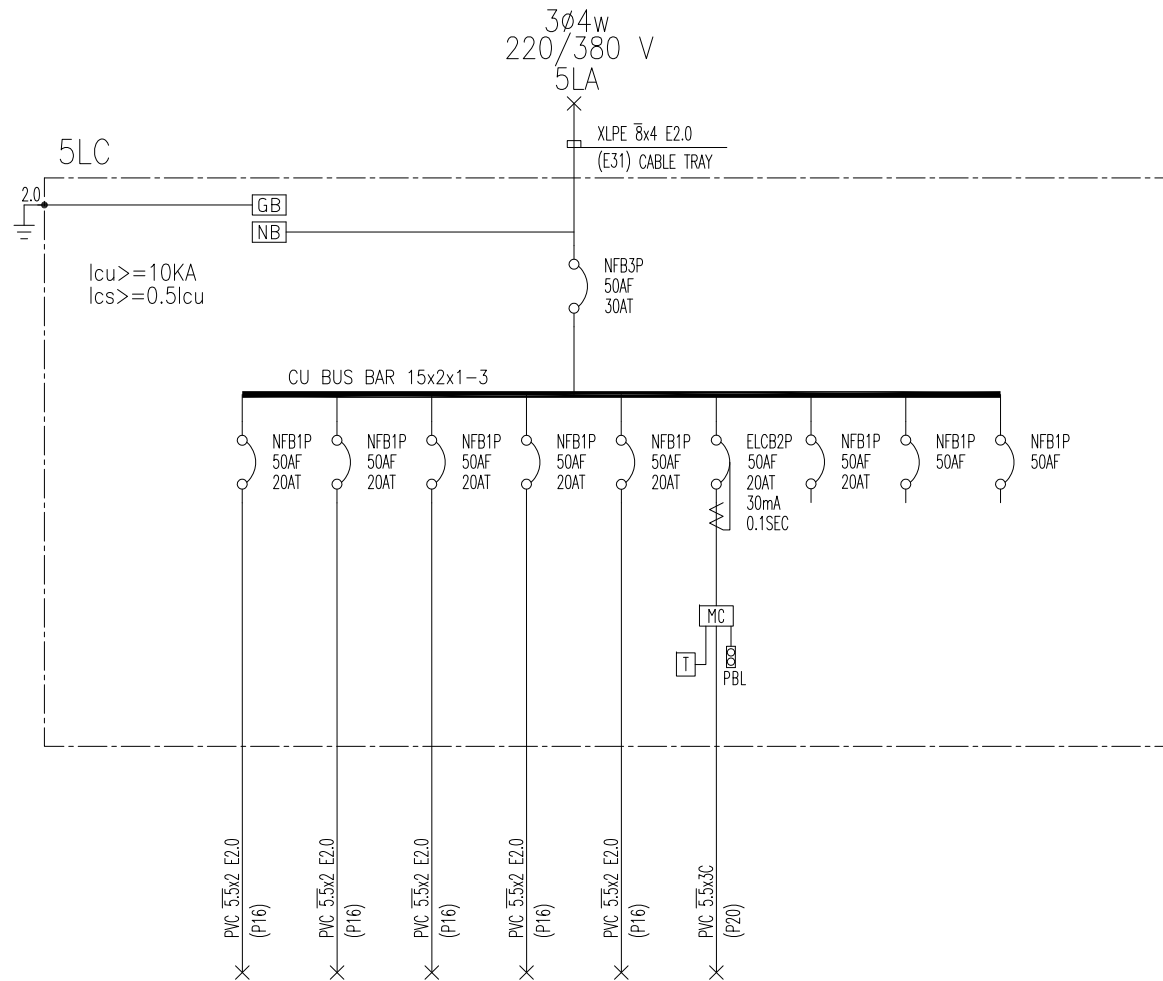 3∅4w
220/380 V
5LA
XLPE 8x4 E2.0
(E31) CABLE TRAY
5LC
2.0
GB
NB
Icu>=10KA
Ics>=0.5Icu
NFB3P
50AF
30AT
CU BUS BAR 15x2x1-3
NFB1P
50AF
20AT
NFB1P
50AF
20AT
NFB1P
50AF
20AT
NFB1P
50AF
20AT
NFB1P
50AF
20AT
ELCB2P
50AF
20AT
30mA
0.1SEC
NFB1P
50AF
20AT
NFB1P
50AF
NFB1P
50AF
MC
T
PBL
PVC 5.5x2 E2.0
(P16)
PVC 5.5x2 E2.0
(P16)
PVC 5.5x2 E2.0
(P16)
PVC 5.5x2 E2.0
(P16)
PVC 5.5x2 E2.0
(P16)
PVC 5.5x3C
(P20)